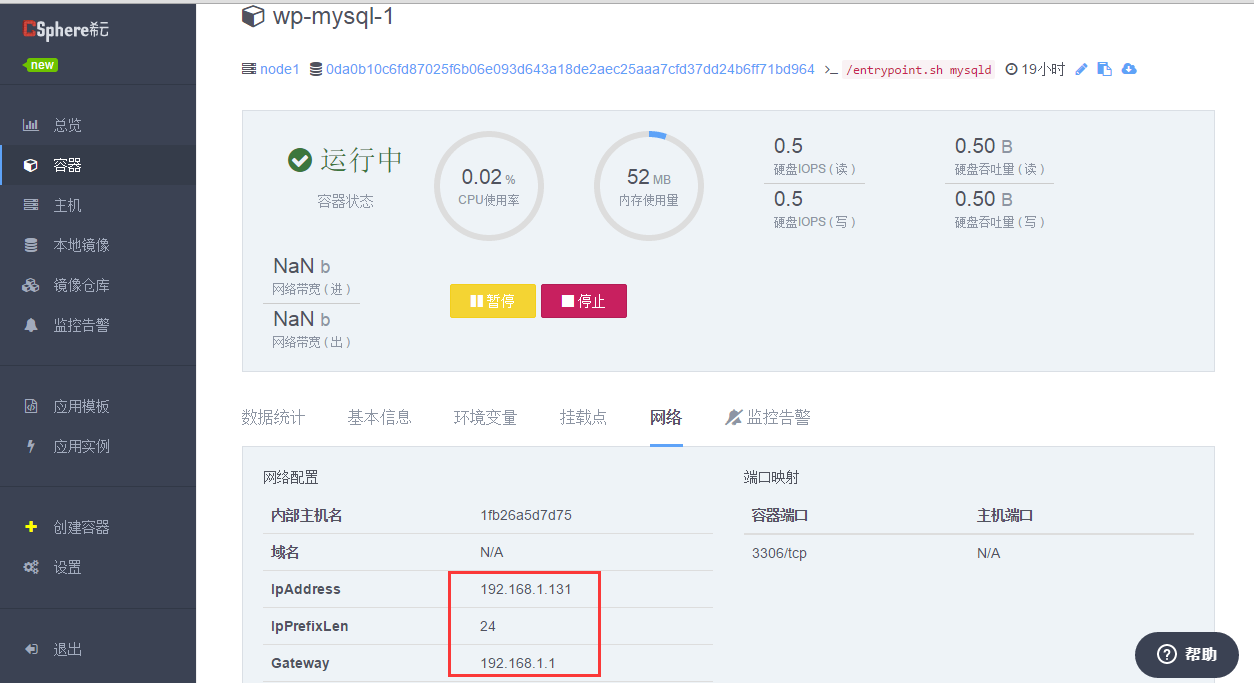 CSphere希云
new
总览
容器
主机
本地镜像
镜像仓库
监控告警
应用模板
应用实例
创建容器
设置
退出
wp-mysql-1
node1 0da0b10c6fd87025f6b06e093d643a18de2aec25aaa7cfd37dd24b6ff71bd964 /entrypoint.sh mysqld 19小时
运行中
容器状态
0.02 %
CPU使用率
52 MB
内存使用量
0.5
硬盘IOPS ( 读 )
0.5
硬盘IOPS ( 写 )
0.50 B
硬盘吞吐量 ( 读 )
0.50 B
硬盘吞吐量 ( 写 )
NaN b
网络带宽 ( 进 )
NaN b
网络带宽 ( 出 )
暂停
停止
数据统计 基本信息 环境变量 挂载点 网络 监控告警
网络配置
内部主机名 1fb26a5d7d75
域名 N/A
IpAddress 192.168.1.131
IpPrefixLen 24
Gateway 192.168.1.1
端口映射
容器端口 主机端口
3306/tcp N/A
帮助